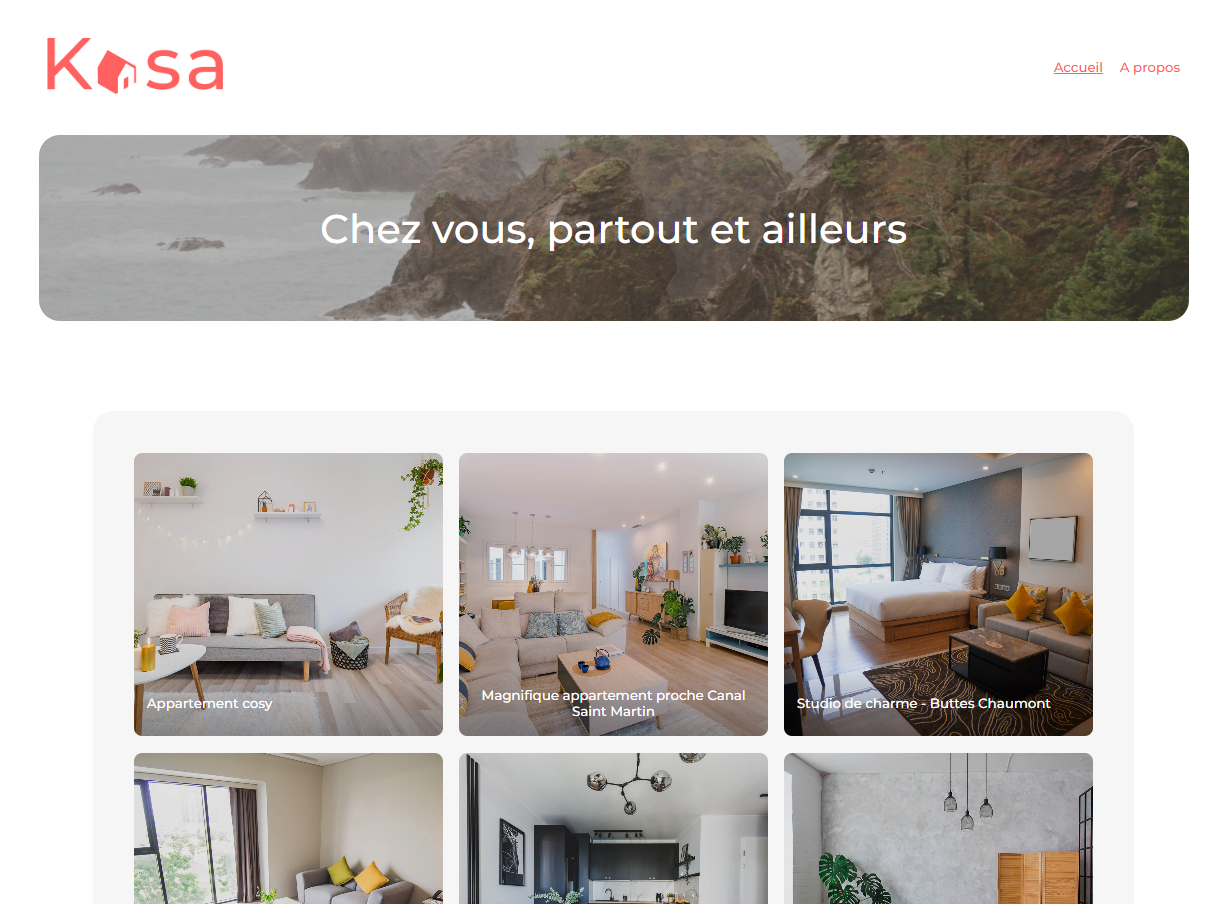 Kasa
Accueil
A propos
Chez vous, partout et ailleurs
Appartement cosy
Magnifique appartement proche Canal
Saint Martin
Studio de charme - Buttes Chaumont